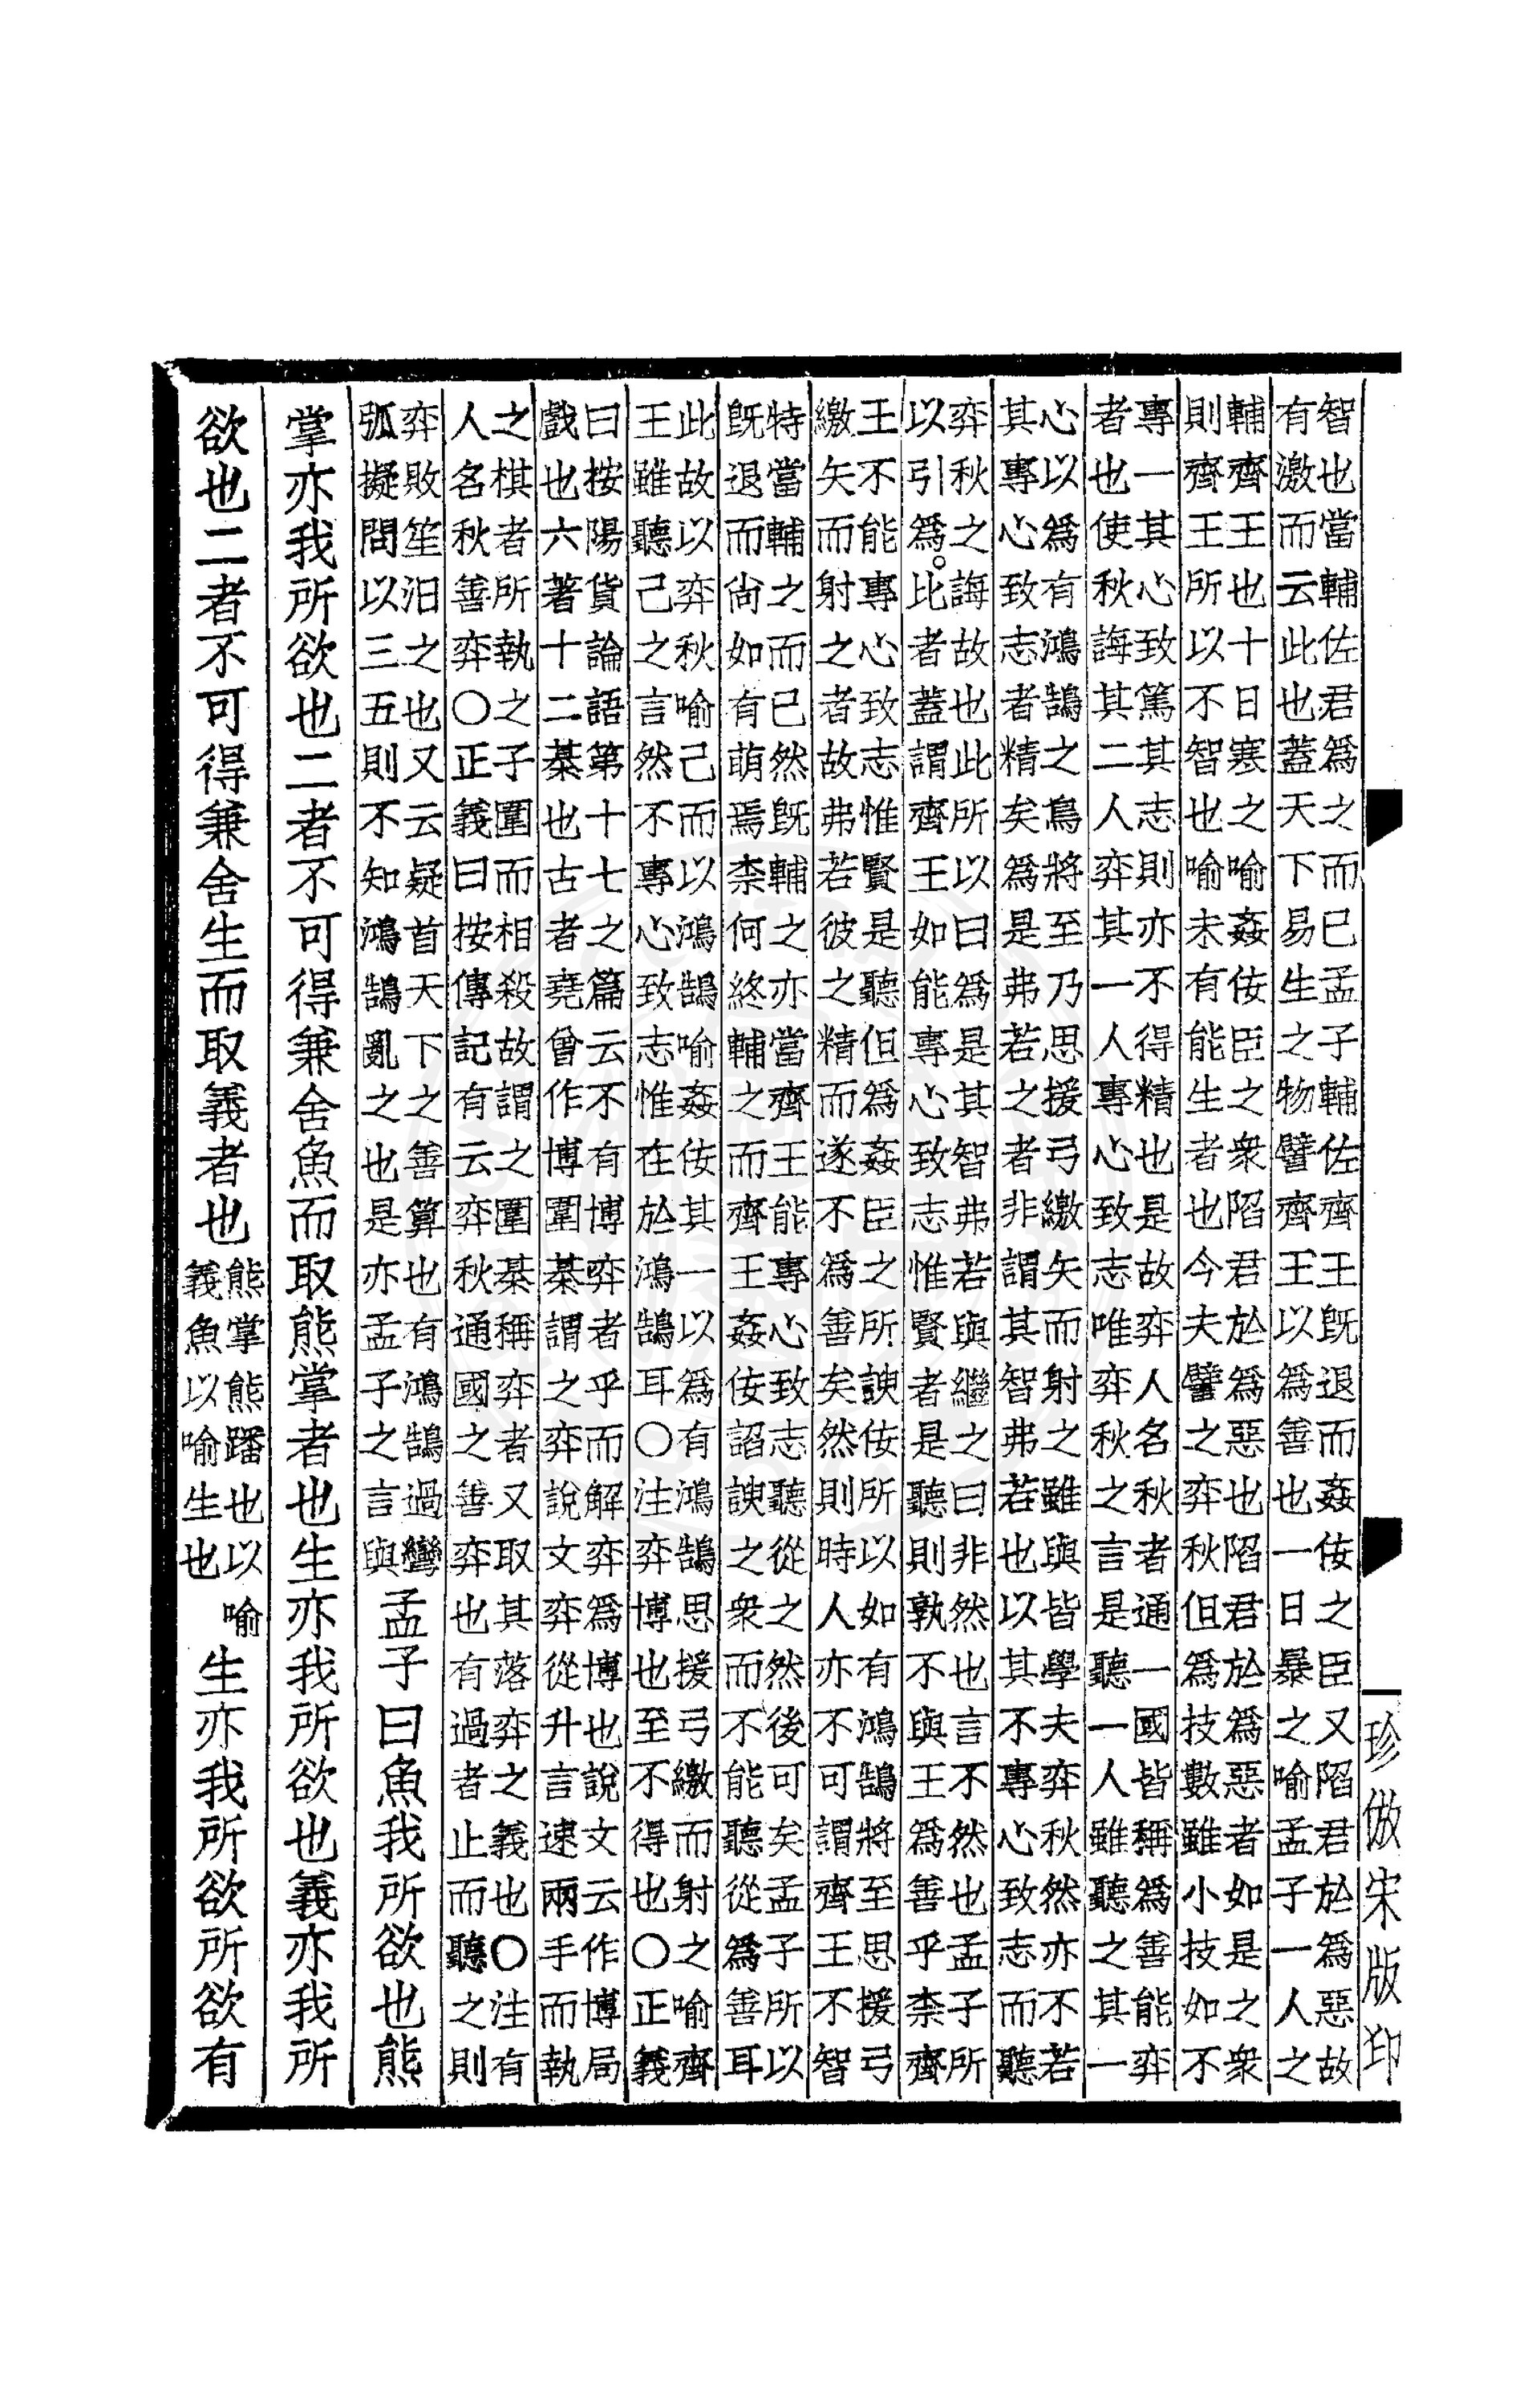 珍倣宋版印
智也當輔佐君爲之而已孟子輔佐齊王既退而姦佞之臣又陷君於爲惡故
有激而云此也蓋天下易生之物譬齊王以爲善也一日暴之喻孟子一人之
輔齊王也十日寒之喻姦佞臣之衆陷君於爲惡也陷君於爲惡者如是之衆
則齊王所以不智也喻未有能生者也今夫譬之弈秋但爲技數雖小技如不
專一其心致篤其志則亦不得精也是故弈人名秋者通一國皆稱爲善能弈
者也使秋誨其二人弈其一人專心致志唯弈秋之言是聽一人雖聽之其一
心以爲有鴻鵠之鳥將至乃思援弓繳矢而射之雖與皆學夫弈秋然亦不若
其專心致志者精矣爲是弗若之者非謂其智弗若也以其不專心致志而聽
弈秋之誨故也此所以曰爲是其智弗若與繼之曰非然也言不然也孟子所
以引爲比者蓋謂齊王如能專心致志惟賢者是聽則孰不與王爲善乎柰齊
王不能專心致志惟賢是聽但爲姦臣之所諛佞所以如有鴻鵠將至思援弓
繳矢而射之者故弗若彼之精而遂不爲善矣然則時人亦不可謂齊王不智
特當輔之而已然既輔之亦當齊王能專心致志聽從之然後可矣孟子所以
既退而尚如有萌焉柰何終輔之而齊王姦佞諂諛之衆而不能聽從爲善耳
此故以弈秋喻己而以鴻鵠喻姦佞其一以爲有鴻鵠思援弓繳而射之喻齊
王雖聽己之言然不專心致志惟在於鴻鵠耳○注弈博也至不得也○正義
曰按陽貨論語第十七之篇云不有博弈者乎而解弈爲博也說文云作博局
戲也六著十二棊也古者堯曾作博圍棊謂之弈說文弈從升言速兩手而執
之棋者所執之子圍而相殺故謂之圍棊稱弈者又取其落弈之義也○注有
人名秋善弈○正義曰按傳記有云弈秋通國之善弈也有過者止而聽之則
弈敗笙汨之也又云疑首天下之善算也有鴻鵠過彎
弧擬問以三五則不知鴻鵠亂之也是亦孟子之言與
孟子曰魚我所欲也熊
掌亦我所欲也二者不可得兼舍魚而取熊掌者也生亦我所欲也義亦我所
欲也二者不可得兼舍生而取義者也
熊掌熊蹯也以喻
義魚以喻生也
生亦我所欲所欲有